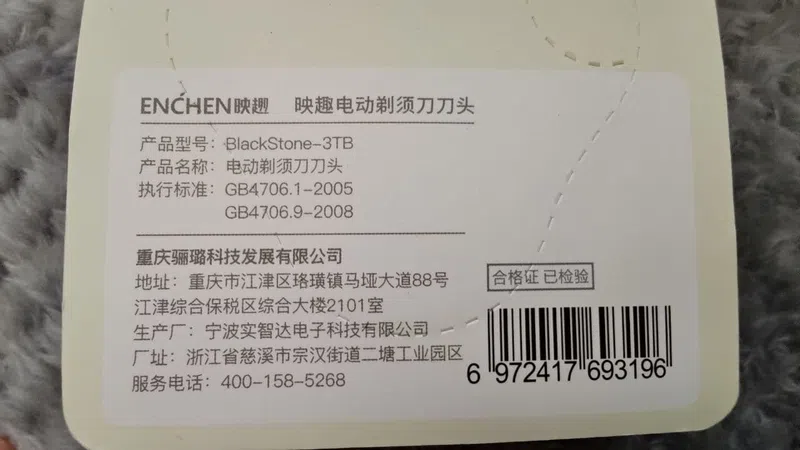 ENCHEN映趣 映趣电动剃须刀刀头
产品型号：BlackStone-3TB
产品名称：电动剃须刀刀头
执行标准：GB4706.1-2005
GB4706.9-2008
重庆骊璐科技发展有限公司
地址：重庆市江津区珞璜镇马垭大道88号
江津综合保税区综合大楼2101室
生产厂：宁波实智达电子科技有限公司
厂址：浙江省慈溪市宗汉街道二塘工业园区
服务电话：400-158-5268
合格证 已检验
6 972417 693196